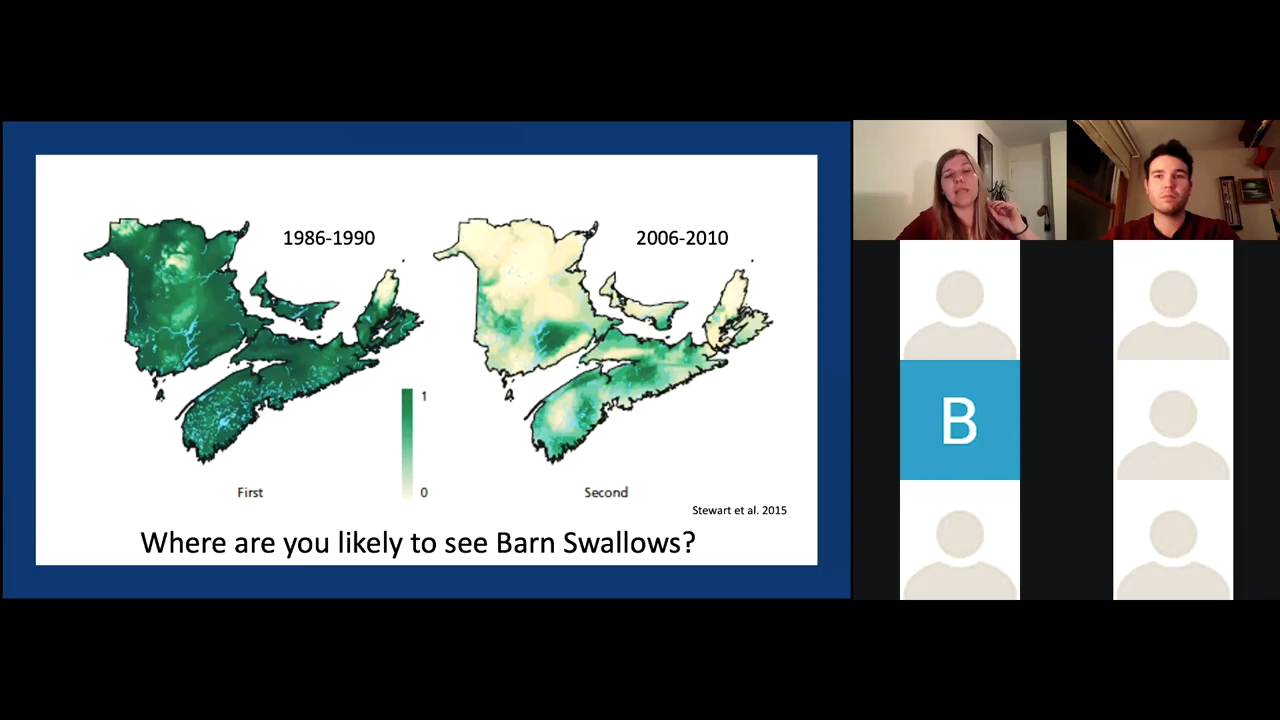 1986-1990
2006-2010
1
0
First
Second
Stewart et al. 2015
Where are you likely to see Barn Swallows?
B